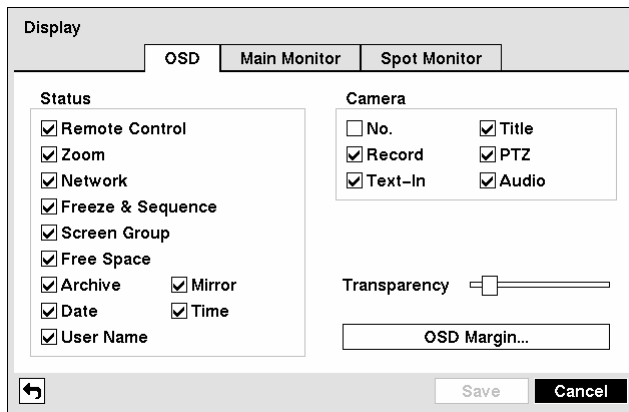 Display
OSD Main Monitor Spot Monitor
Status
Remote Control
Zoom
Network
Freeze & Sequence
Screen Group
Free Space
Archive Mirror
Date Time
User Name
Camera
No. Title
Record PTZ
Text-In Audio
Transparency
OSD Margin...
Save Cancel